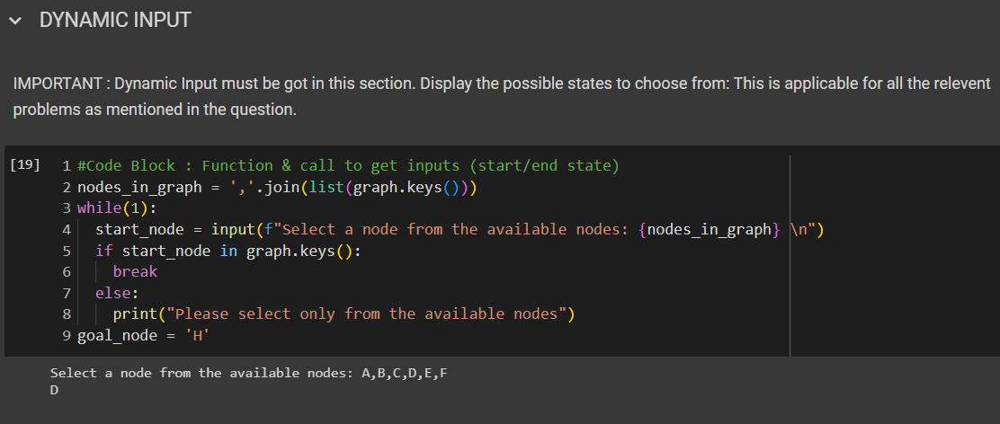 DYNAMIC INPUT
IMPORTANT : Dynamic Input must be got in this section. Display the possible states to choose from: This is applicable for all the relevent
problems as mentioned in the question.
[19] 1 #Code Block : Function & call to get inputs (start/end state)
2 nodes_in_graph = ','.join(list(graph.keys()))
3 while(1):
4   start_node = input(f"Select a node from the available nodes: {nodes_in_graph} \n")
5   if start_node in graph.keys():
6     break
7   else:
8     print("Please select only from the available nodes")
9 goal_node = 'H'
Select a node from the available nodes: A,B,C,D,E,F
D